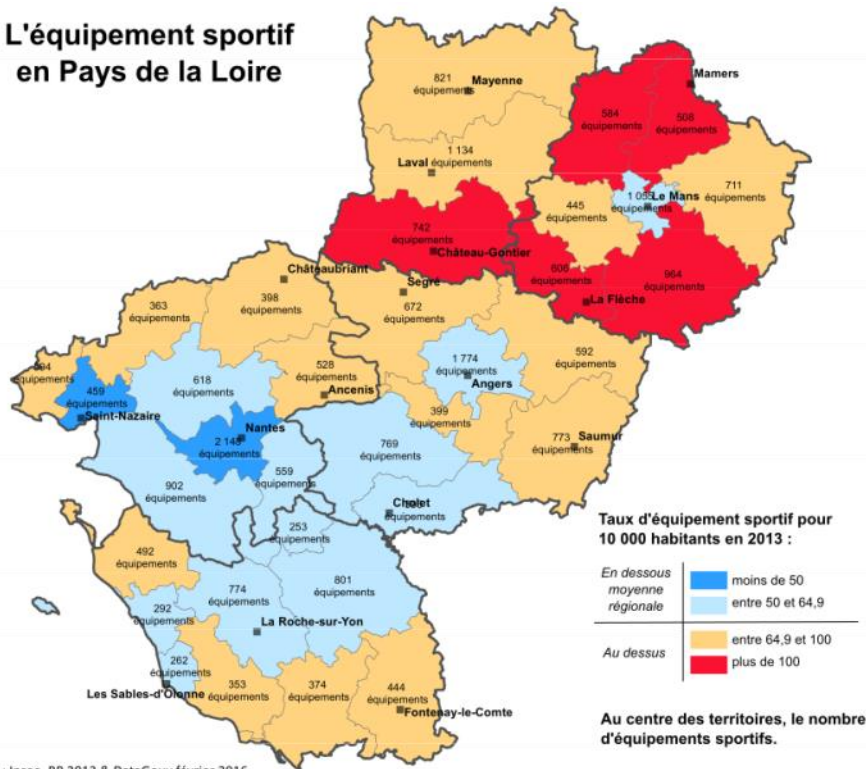 L'équipement sportif
en Pays de la Loire
821
équipements
Mayenne
Mamers
584
équipements
508
équipements
1 134
équipements
Laval
711
équipements
1 055
équipements
Le Mans
445
équipements
742
équipements
Château-Gontier
606
équipements
964
équipements
La Flèche
Châteaubriant
398
équipements
363
équipements
Segré
672
équipements
592
équipements
équipements
459
équipements
Saint-Nazaire
618
équipements
528
équipements
Ancenis
1 774
équipements
Angers
399
équipements
773
équipements
Saumur
2 148
équipements
Nantes
559
équipements
769
équipements
902
équipements
Cholet
équipements
253
équipements
492
équipements
774
équipements
801
équipements
292
équipements
La Roche-sur-Yon
262
équipements
Les Sables-d'Olonne
353
équipements
374
équipements
444
équipements
Fontenay-le-Comte
Taux d'équipement sportif pour
10 000 habitants en 2013 :
En dessous
moyenne
régionale
moins de 50
entre 50 et 64,9
Au dessus
entre 64,9 et 100
plus de 100
Au centre des territoires, le nombre
d'équipements sportifs.